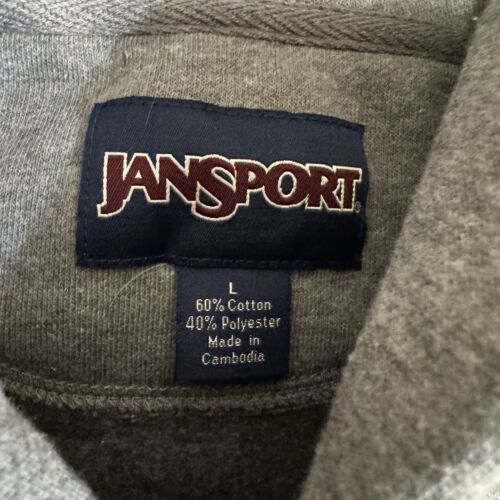 JANSPORT®
L
60% Cotton
40% Polyester
Made in
Cambodia